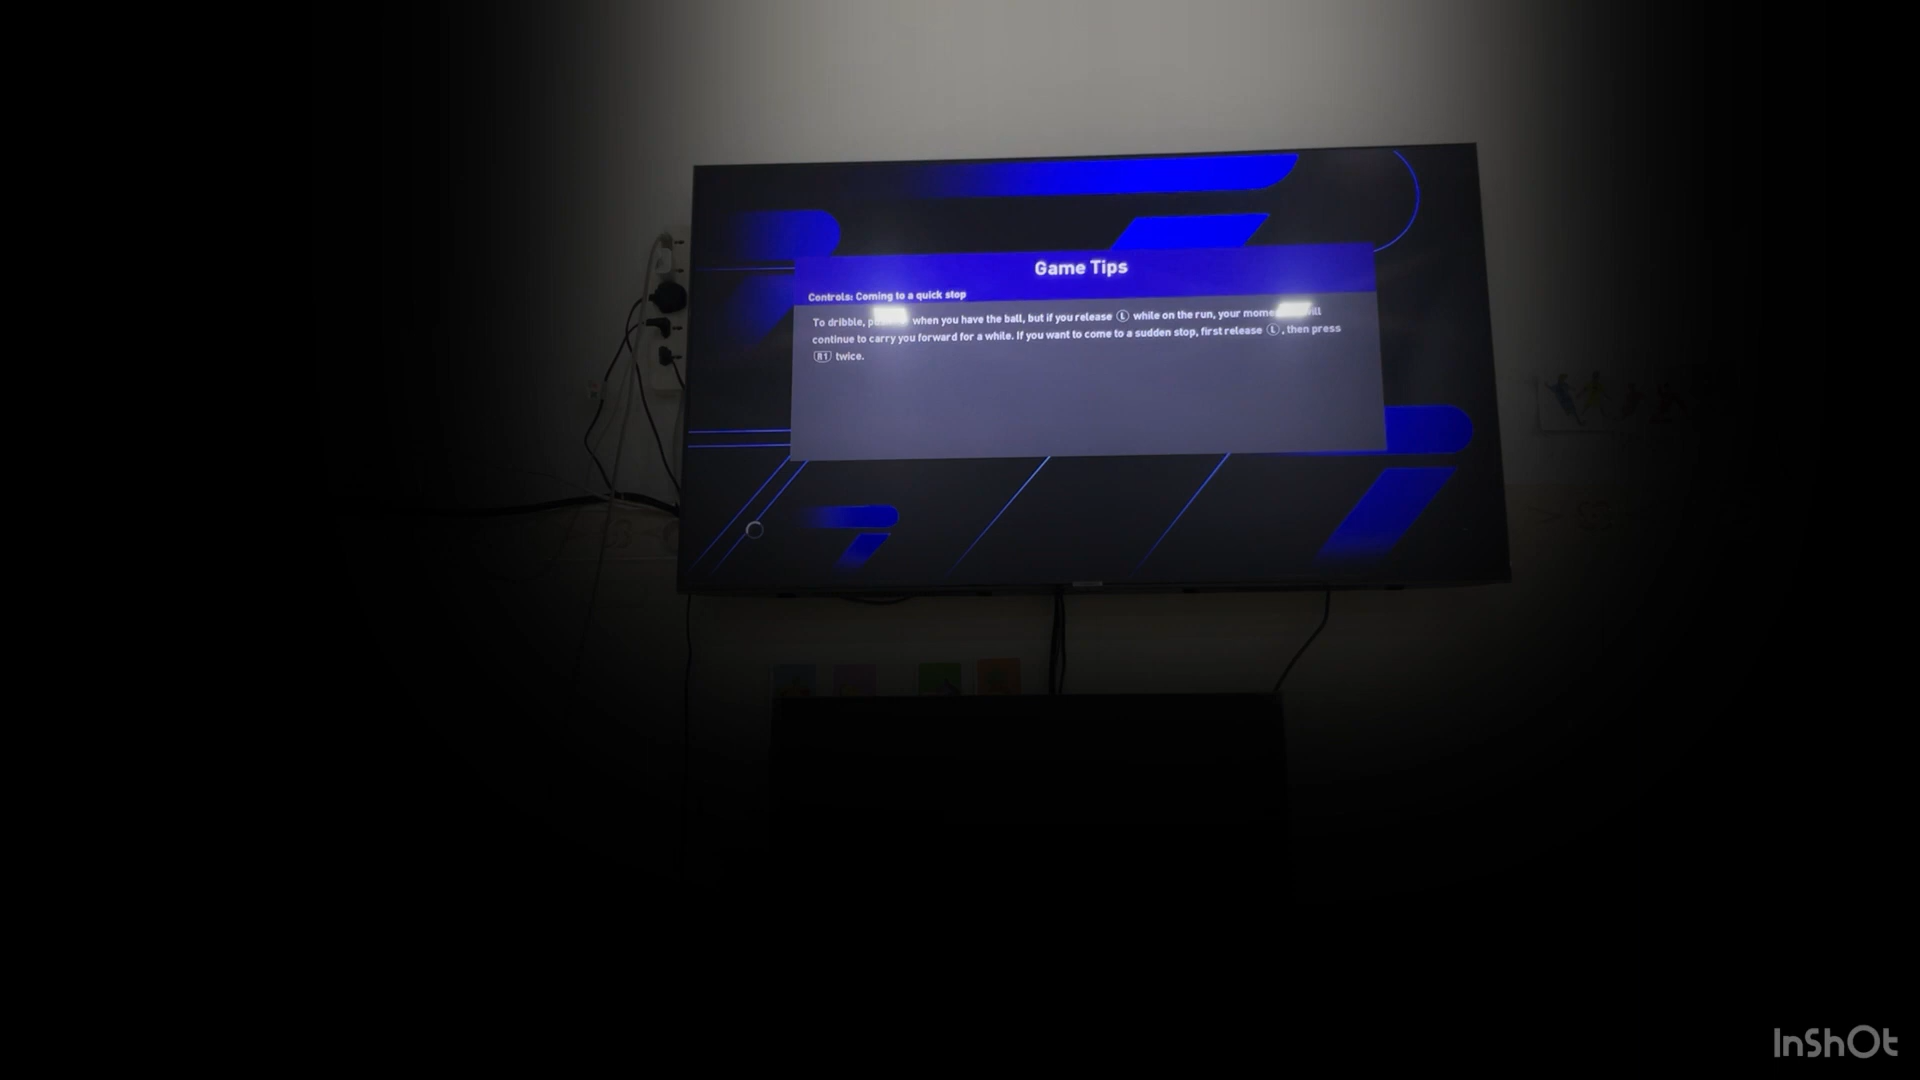 Game Tips
Controls: Coming to a quick stop
To dribble, when you have the ball, but if you release L while on the run, your
continue to carry you forward for a while. If you want to come to a sudden stop, first release L, then press
R1 twice.
InShOt